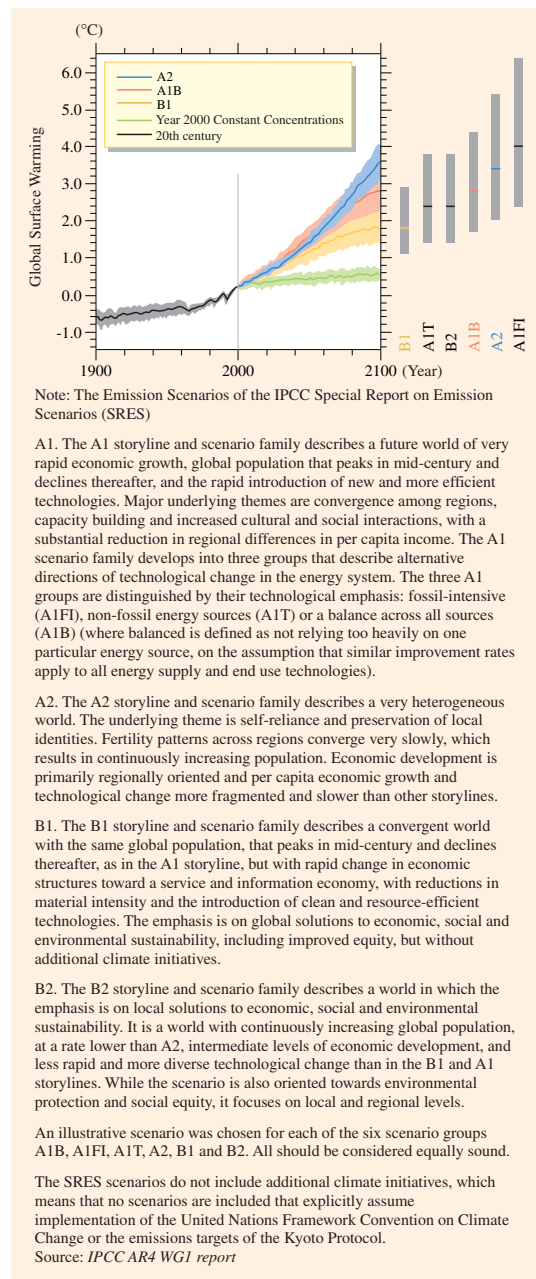 (°C)
6.0
5.0
4.0
3.0
2.0
1.0
0.0
-1.0
Global Surface Warming
A2
A1B
B1
Year 2000 Constant Concentrations
20th century
1900
2000
2100 (Year)
B1
A1T
B2
A1B
A2
A1FI
Note: The Emission Scenarios of the IPCC Special Report on Emission
Scenarios (SRES)
A1. The A1 storyline and scenario family describes a future world of very
rapid economic growth, global population that peaks in mid-century and
declines thereafter, and the rapid introduction of new and more efficient
technologies. Major underlying themes are convergence among regions,
capacity building and increased cultural and social interactions, with a
substantial reduction in regional differences in per capita income. The A1
scenario family develops into three groups that describe alternative
directions of technological change in the energy system. The three A1
groups are distinguished by their technological emphasis: fossil-intensive
(A1FI), non-fossil energy sources (A1T) or a balance across all sources
(A1B) (where balanced is defined as not relying too heavily on one
particular energy source, on the assumption that similar improvement rates
apply to all energy supply and end use technologies).
A2. The A2 storyline and scenario family describes a very heterogeneous
world. The underlying theme is self-reliance and preservation of local
identities. Fertility patterns across regions converge very slowly, which
results in continuously increasing population. Economic development is
primarily regionally oriented and per capita economic growth and
technological change more fragmented and slower than other storylines.
B1. The B1 storyline and scenario family describes a convergent world
with the same global population, that peaks in mid-century and declines
thereafter, as in the A1 storyline, but with rapid change in economic
structures toward a service and information economy, with reductions in
material intensity and the introduction of clean and resource-efficient
technologies. The emphasis is on global solutions to economic, social and
environmental sustainability, including improved equity, but without
additional climate initiatives.
B2. The B2 storyline and scenario family describes a world in which the
emphasis is on local solutions to economic, social and environmental
sustainability. It is a world with continuously increasing global population,
at a rate lower than A2, intermediate levels of economic development, and
less rapid and more diverse technological change than in the B1 and A1
storylines. While the scenario is also oriented towards environmental
protection and social equity, it focuses on local and regional levels.
An illustrative scenario was chosen for each of the six scenario groups
A1B, A1FI, A1T, A2, B1 and B2. All should be considered equally sound.
The SRES scenarios do not include additional climate initiatives, which
means that no scenarios are included that explicitly assume
implementation of the United Nations Framework Convention on Climate
Change or the emissions targets of the Kyoto Protocol.
Source: IPCC AR4 WG1 report